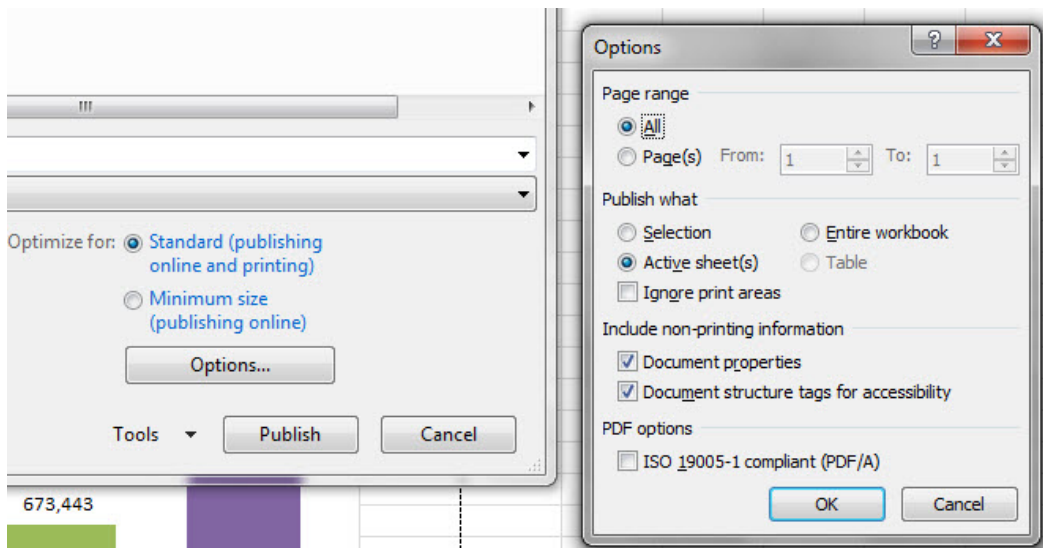 Optimize for: Standard (publishing
online and printing)
Minimum size
(publishing online)
Options...
Tools Publish Cancel
673,443
Options
Page range
All
Page(s) From: 1 To: 1
Publish what
Selection Entire workbook
Active sheet(s) Table
Ignore print areas
Include non-printing information
Document properties
Document structure tags for accessibility
PDF options
ISO 19005-1 compliant (PDF/A)
OK Cancel